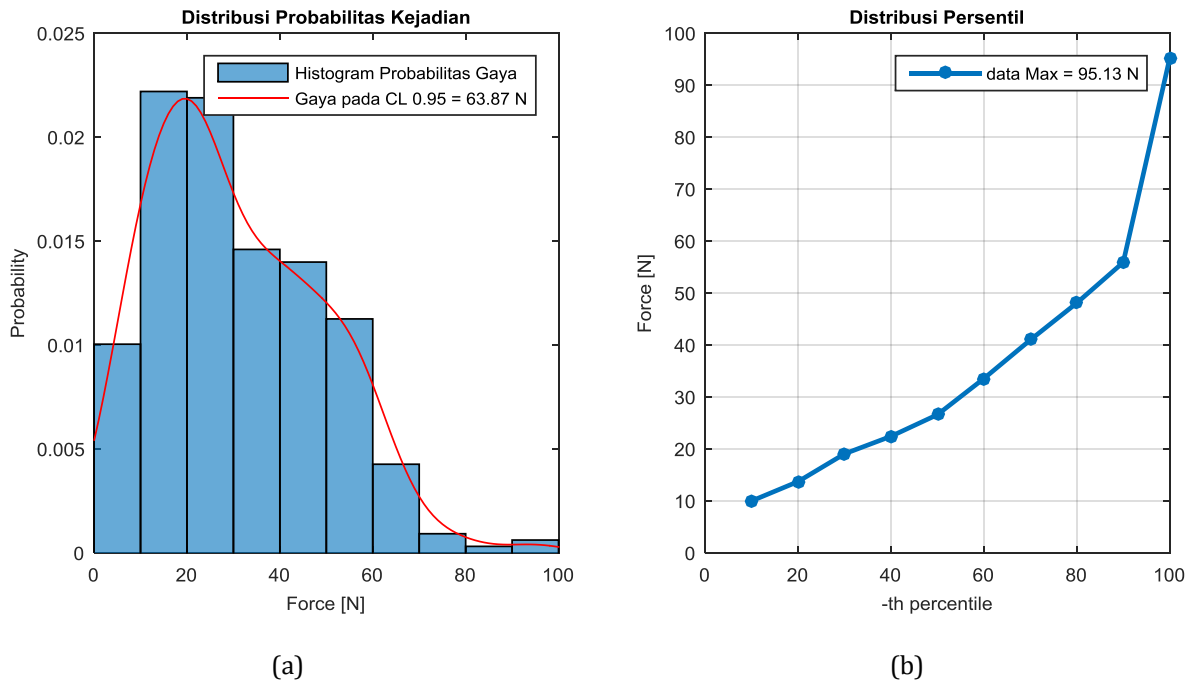 Distribusi Probabilitas Kejadian
0.025
0.02
0.015
0.01
0.005
0
Probability
Histogram Probabilitas Gaya
Gaya pada CL 0.95 = 63.87 N
0 20 40 60 80 100
Force [N]
(a)
Distribusi Persentil
100
90
80
70
60
50
40
30
20
10
0
Force [N]
data Max = 95.13 N
0 20 40 60 80 100
-th percentile
(b)